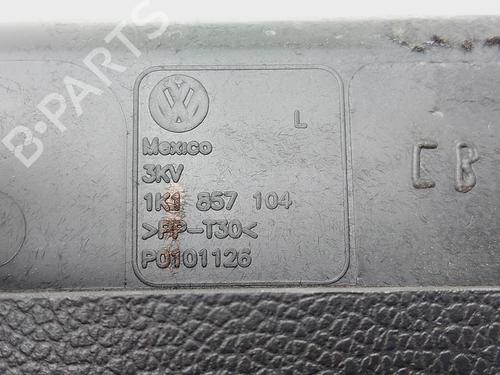 B-PARTS
L
Mexico
3KV
1K1 857 104
>PP-T30<
P0101126
CB